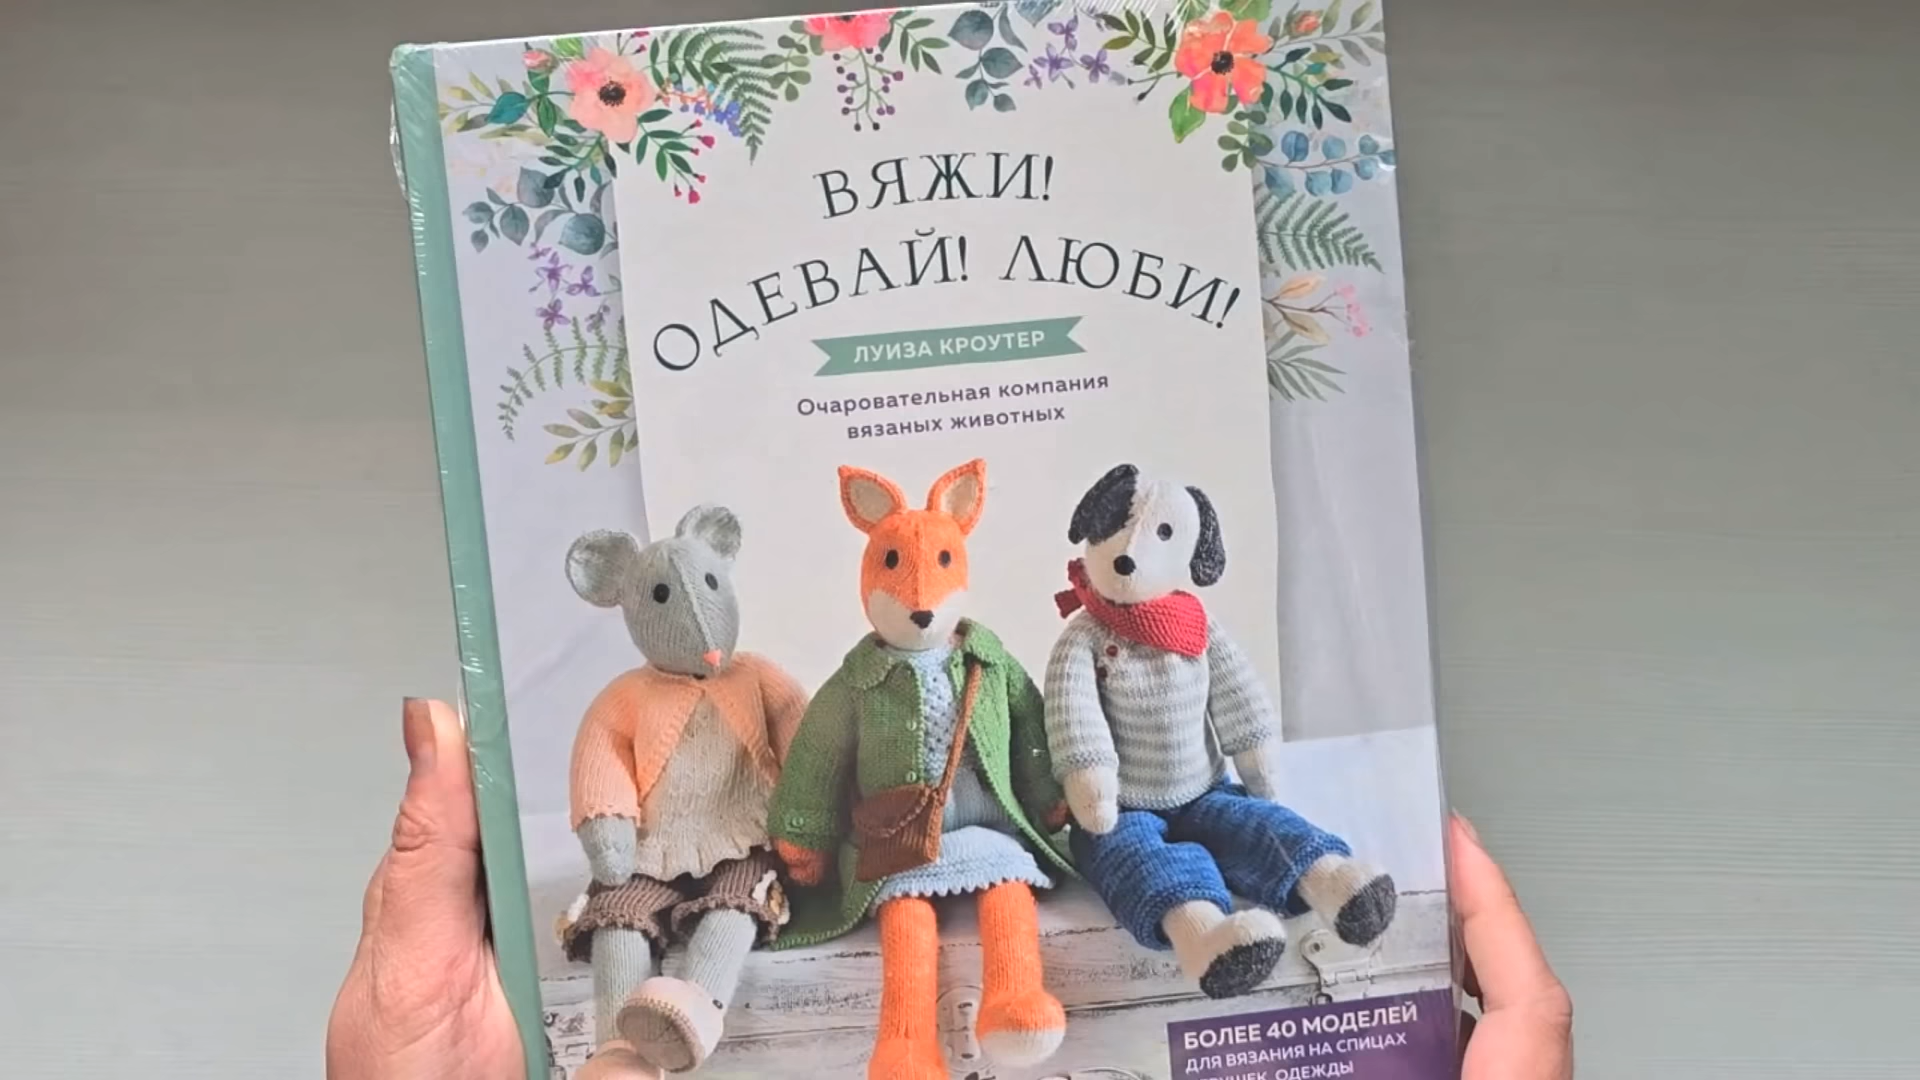 ВЯЖИ!
ОДЕВАЙ! ЛЮБИ!
ЛУИЗА КРОУТЕР
Очаровательная компания
вязаных животных
БОЛЕЕ 40 МОДЕЛЕЙ
ДЛЯ ВЯЗАНИЯ НА СПИЦАХ
ОДЕЖДЫ